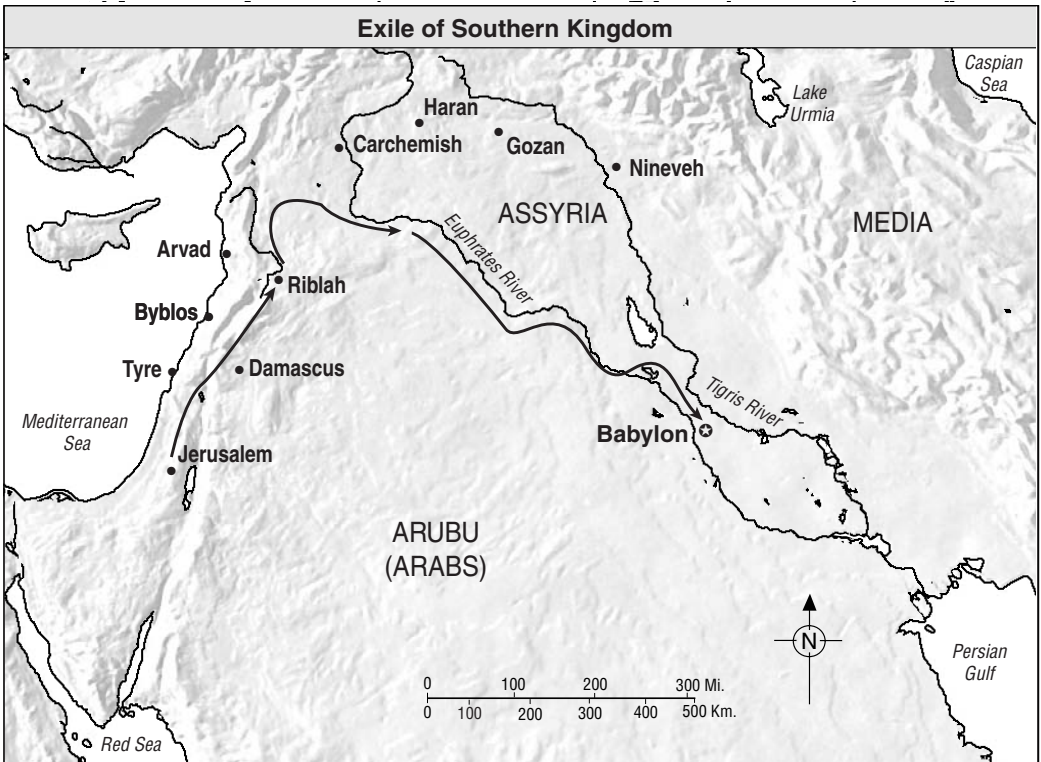 Exile of Southern Kingdom
Caspian
Sea
Lake
Urmia
Haran
Carchemish
Gozan
Nineveh
ASSYRIA
MEDIA
Euphrates River
Arvad
Riblah
Byblos
Tyre
Damascus
Tigris River
Mediterranean
Sea
Babylon
Jerusalem
ARUBU
(ARABS)
N
Persian
Gulf
0 100 200 300 Mi.
0 100 200 300 400 500 Km.
Red Sea